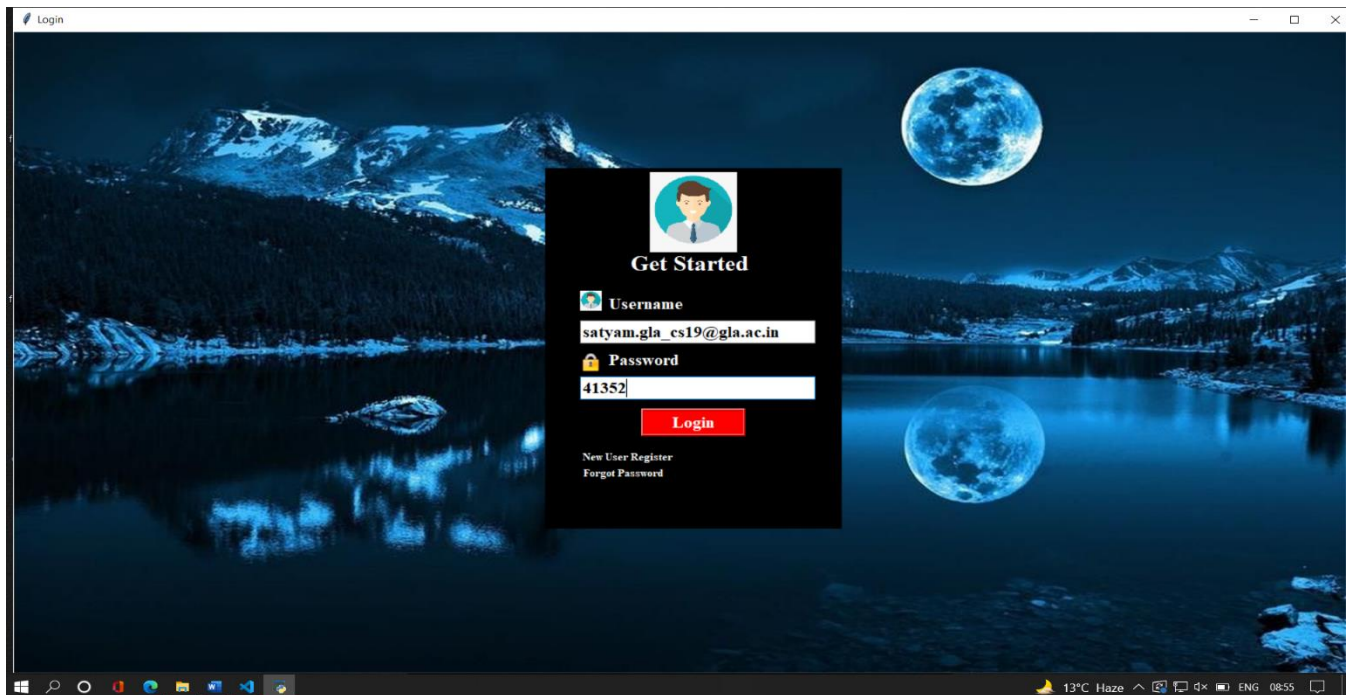 Login
Get Started
Username
satyam.gla_cs19@gla.ac.in
Password
41352
Login
New User Register
Forgot Password
13°C Haze ENG 08:55